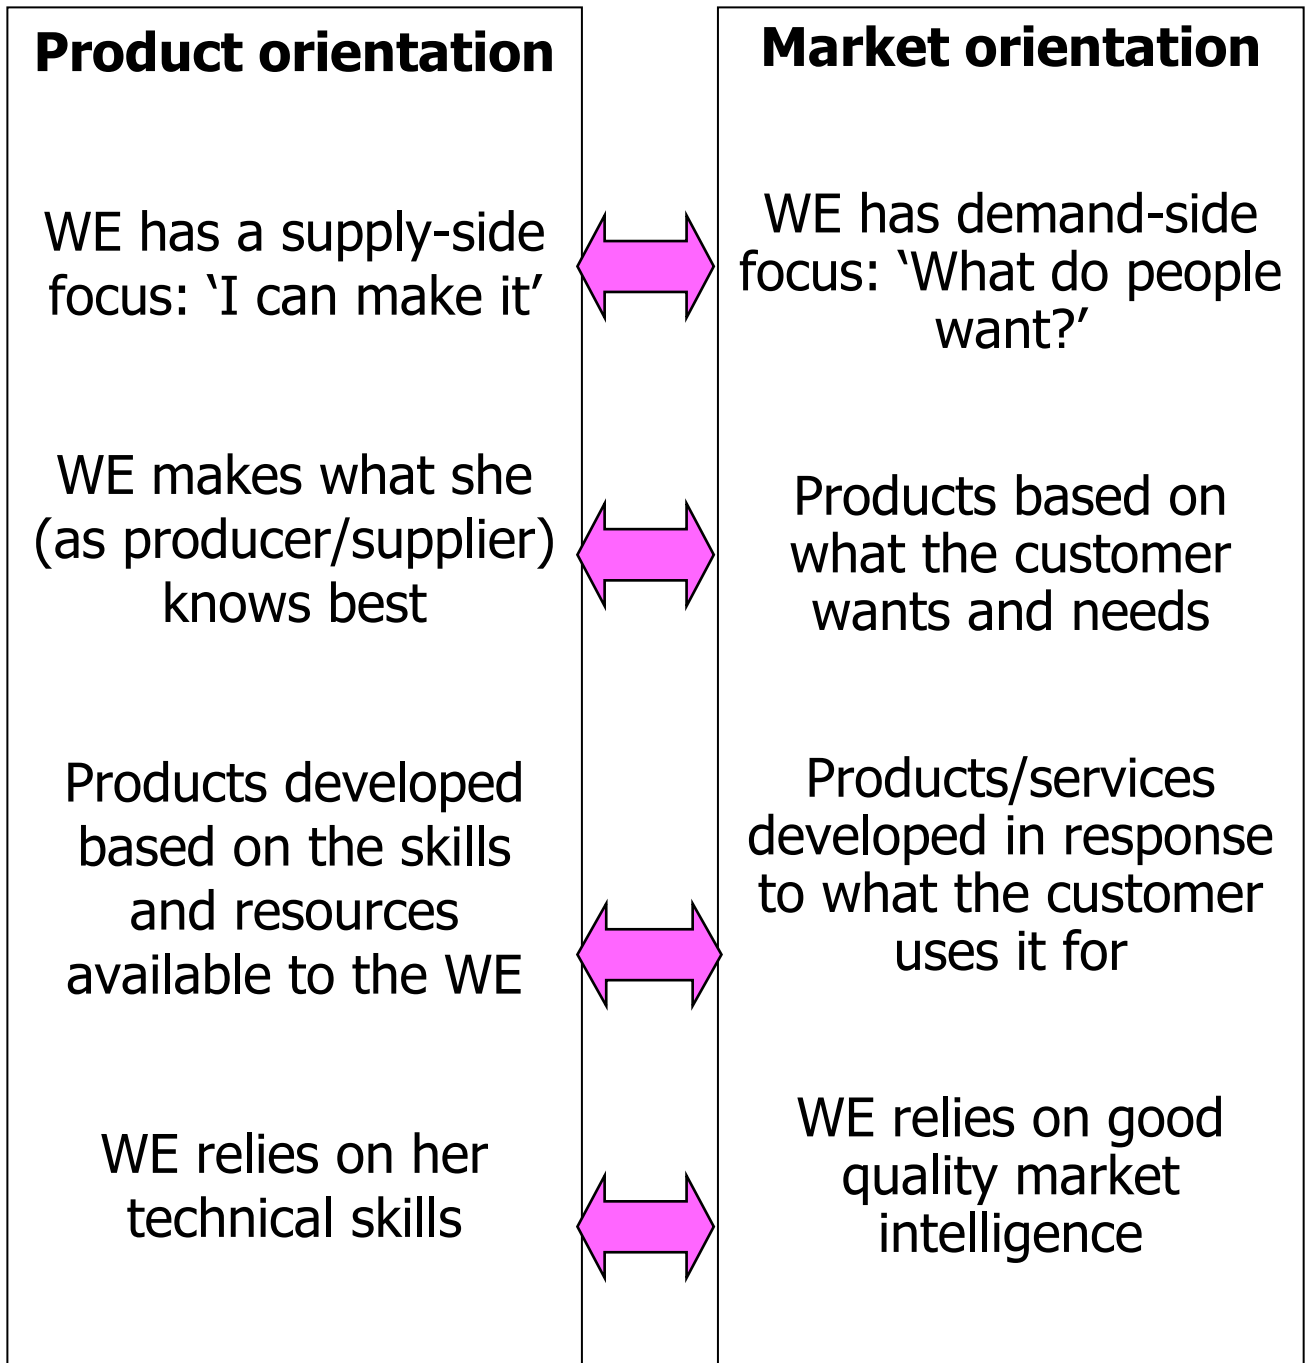 Product orientation
WE has a supply-side
focus: ‘I can make it’
WE makes what she
(as producer/supplier)
knows best
Products developed
based on the skills
and resources
available to the WE
WE relies on her
technical skills
Market orientation
WE has demand-side
focus: ‘What do people
want?’
Products based on
what the customer
wants and needs
Products/services
developed in response
to what the customer
uses it for
WE relies on good
quality market
intelligence